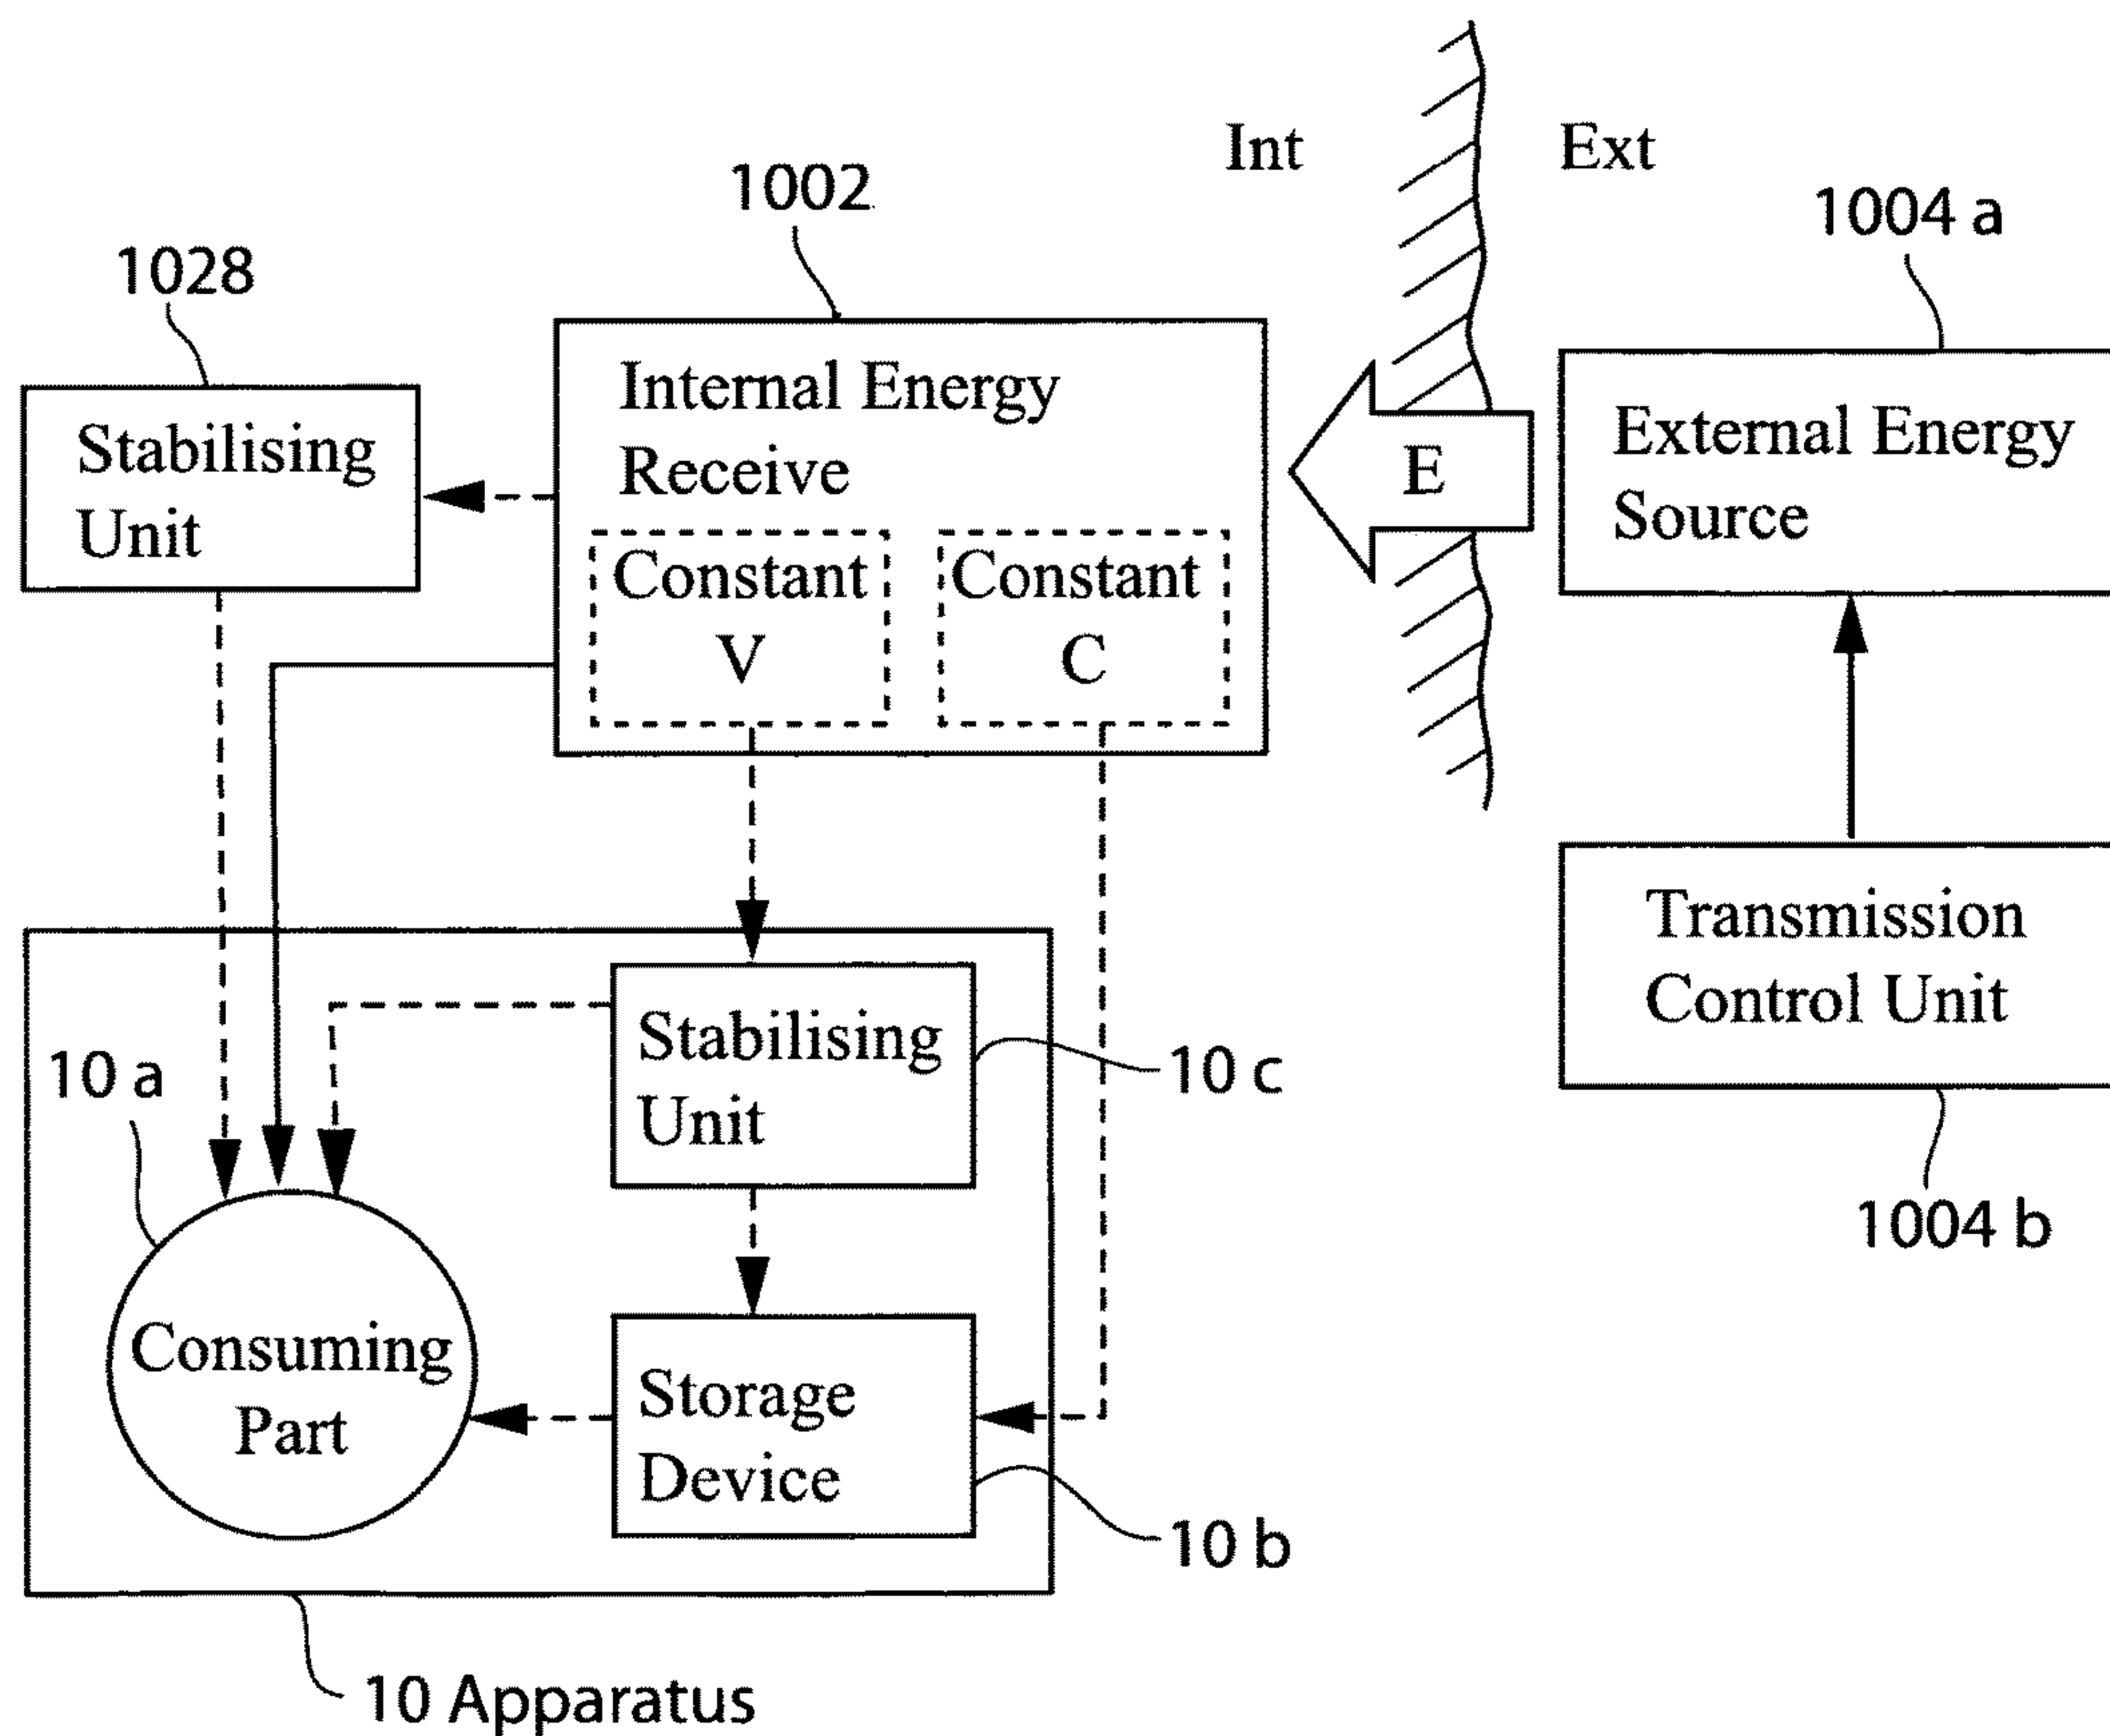 Int
Ext
1002
1004 a
1028
Internal Energy
Receive
Constant
V
Constant
C
E
External Energy
Source
Stabilising
Unit
Transmission
Control Unit
1004 b
Stabilising
Unit
10 c
10 a
Consuming
Part
Storage
Device
10 b
10 Apparatus